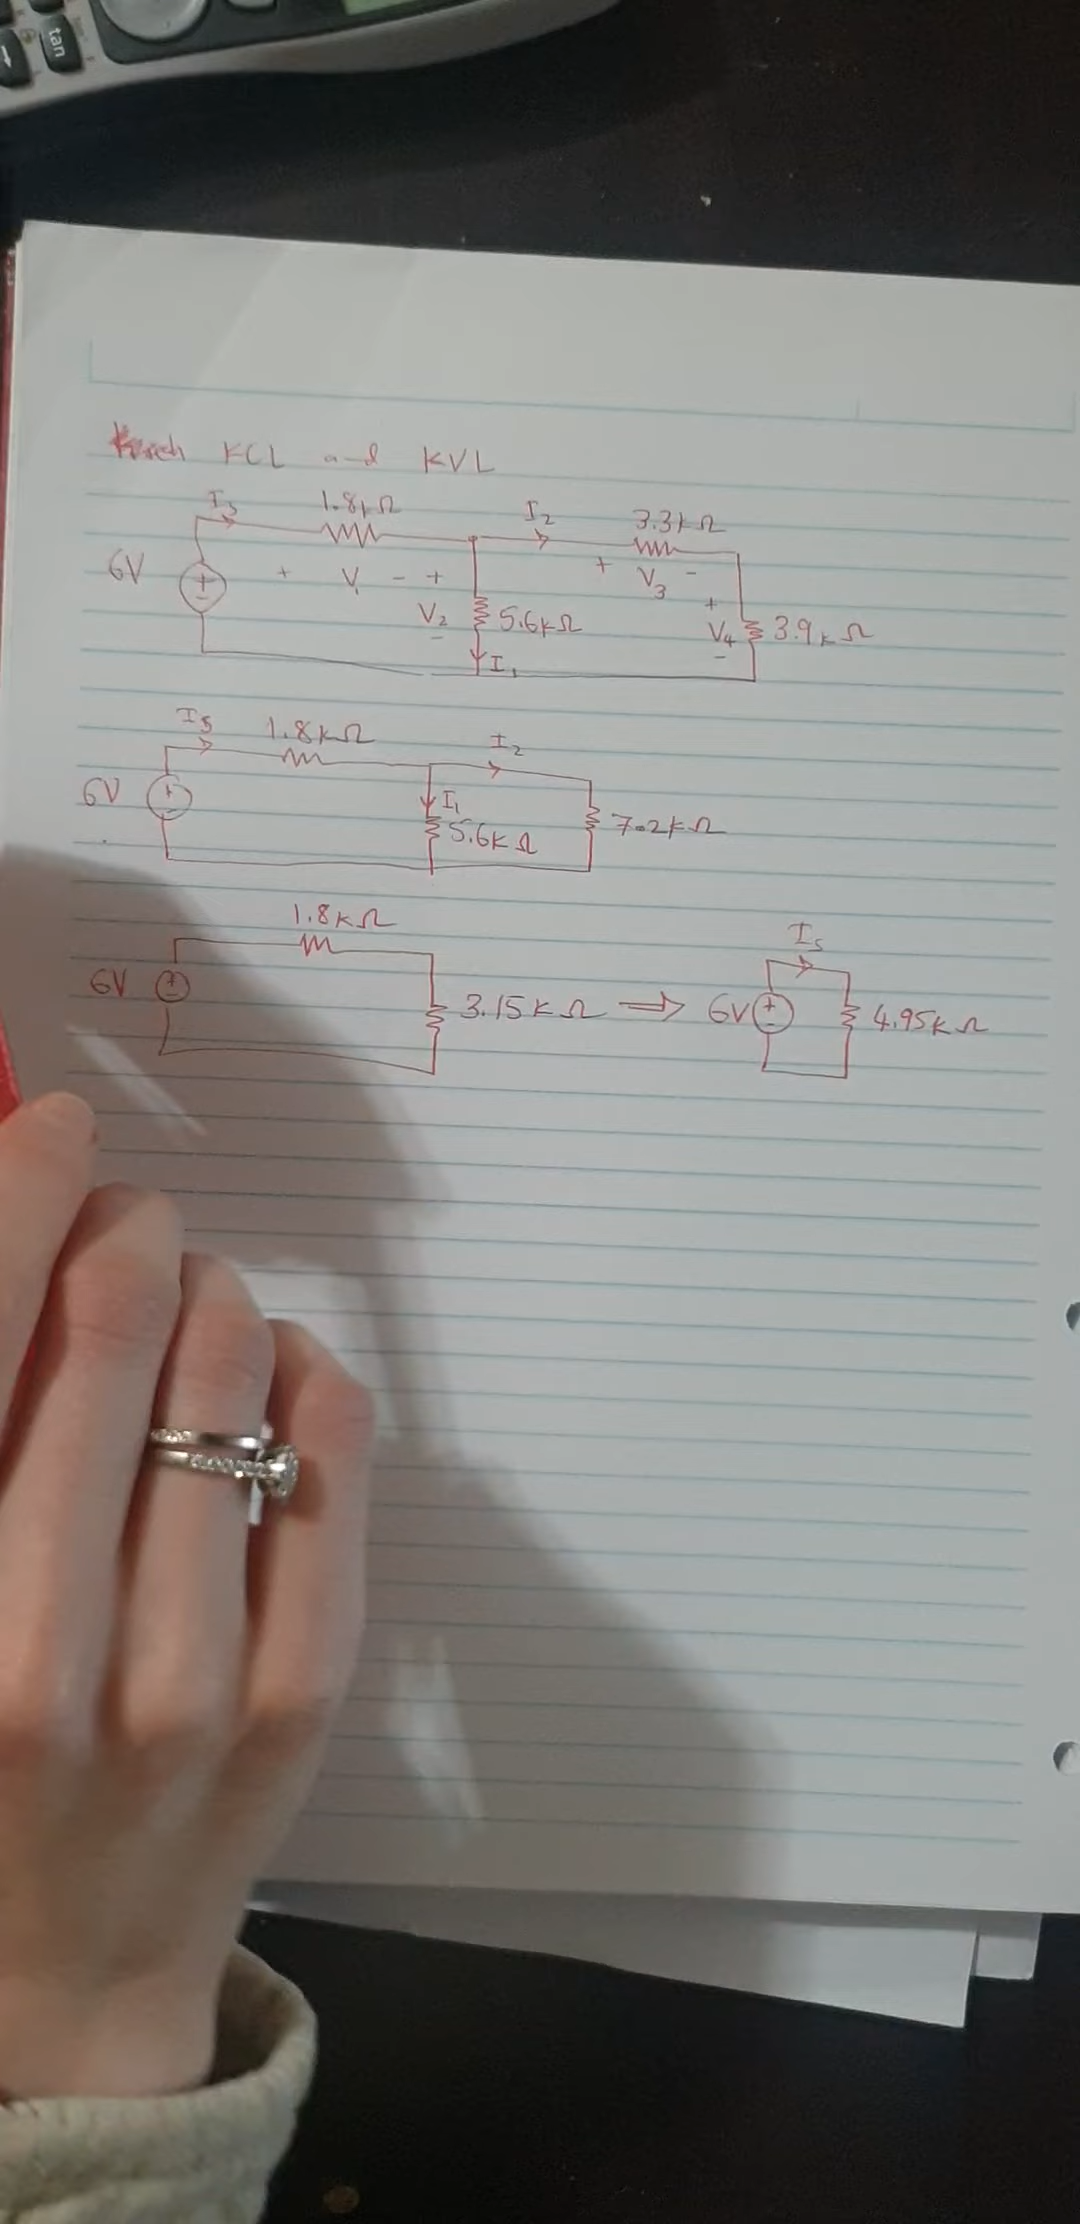 tan
KCL and KVL
Is 1.8kΩ I₂ 3.3kΩ
6V + V₁ - + + V₃ -
V₂ 5.6kΩ + V₄ 3.9kΩ
- I₁ -
Is 1.8kΩ I₂
6V I₁ 7.2kΩ
5.6kΩ
1.8kΩ Is
6V 3.15kΩ ⇒ 6V 4.95kΩ